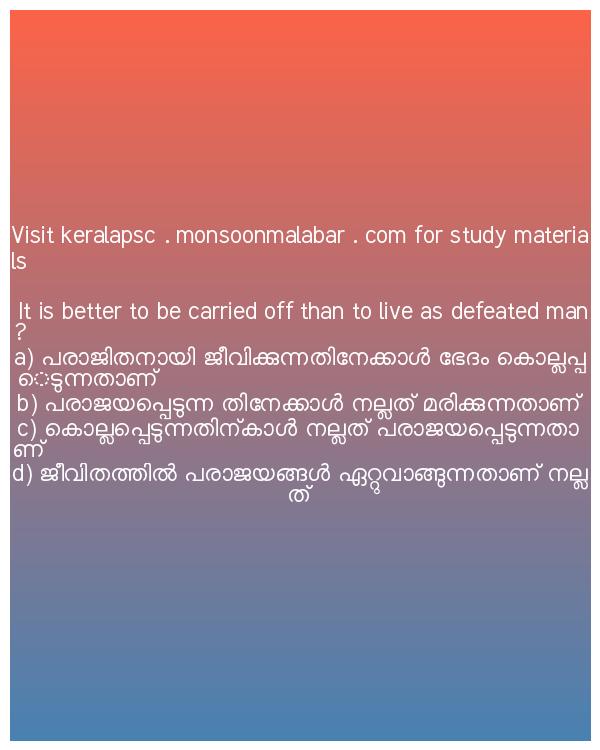 Visit keralapsc . monsoonmalabar . com for study materia
ls
It is better to be carried off than to live as defeated man
?
a) പരാജിതനായി ജീവിക്കുന്നതിനേക്കാൾ ഭേദം കൊല്ലപ്പ
െടുന്നതാണ്
b) പരാജയപ്പെടുന്ന തിനേക്കാൾ നല്ലത് മരിക്കുന്നതാണ്
c) കൊല്ലപ്പെടുന്നതിന്കാൾ നല്ലത് പരാജയപ്പെടുന്നതാ
ണ്
d) ജീവിതത്തിൽ പരാജയങ്ങൾ ഏറ്റുവാങ്ങുന്നതാണ് നല്ല
ത്